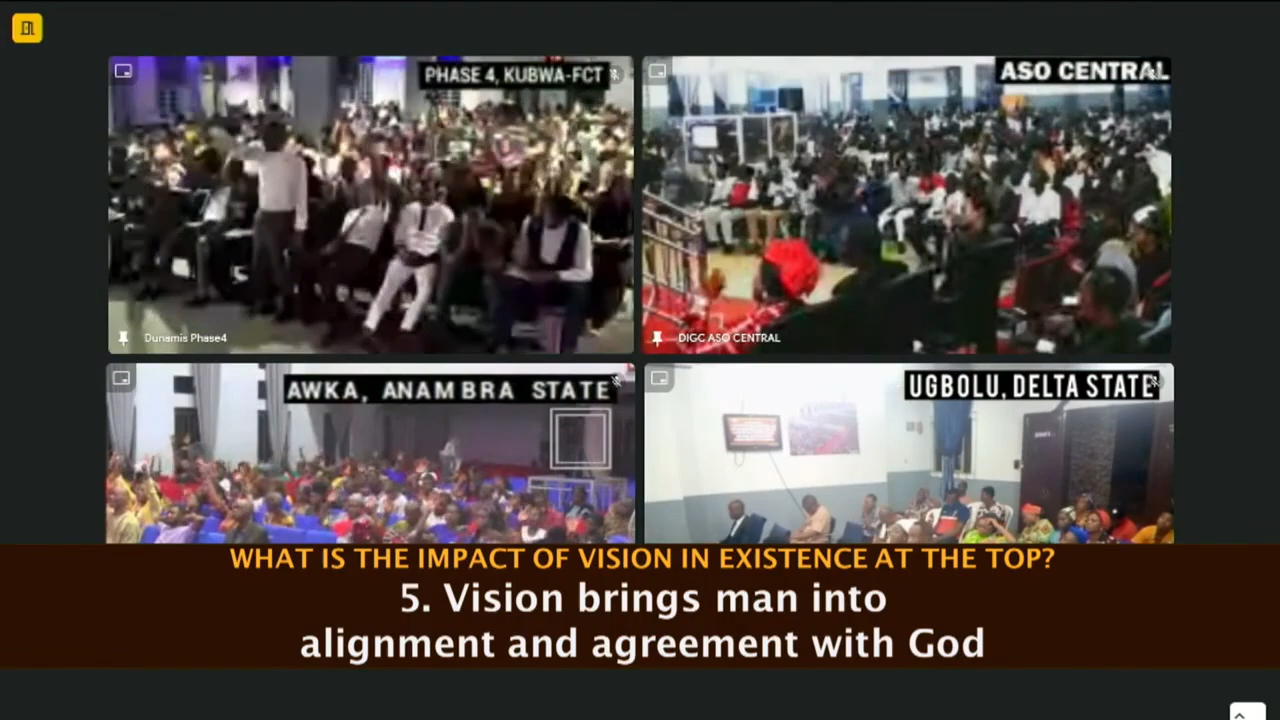 PHASE 4, KUBWA-FCT
ASO CENTRAL
Dunamis Phase4
DIGC ASO CENTRAL
AWKA, ANAMBRA STATE
UGBOLU, DELTA STATE
WHAT IS THE IMPACT OF VISION IN EXISTENCE AT THE TOP?
5. Vision brings man into
alignment and agreement with God